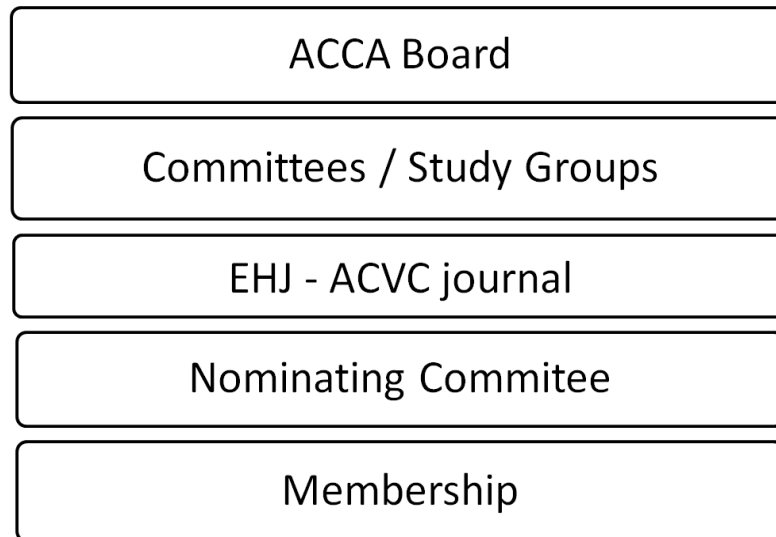 ACCA Board
Committees / Study Groups
EHJ - ACVC journal
Nominating Commitee
Membership